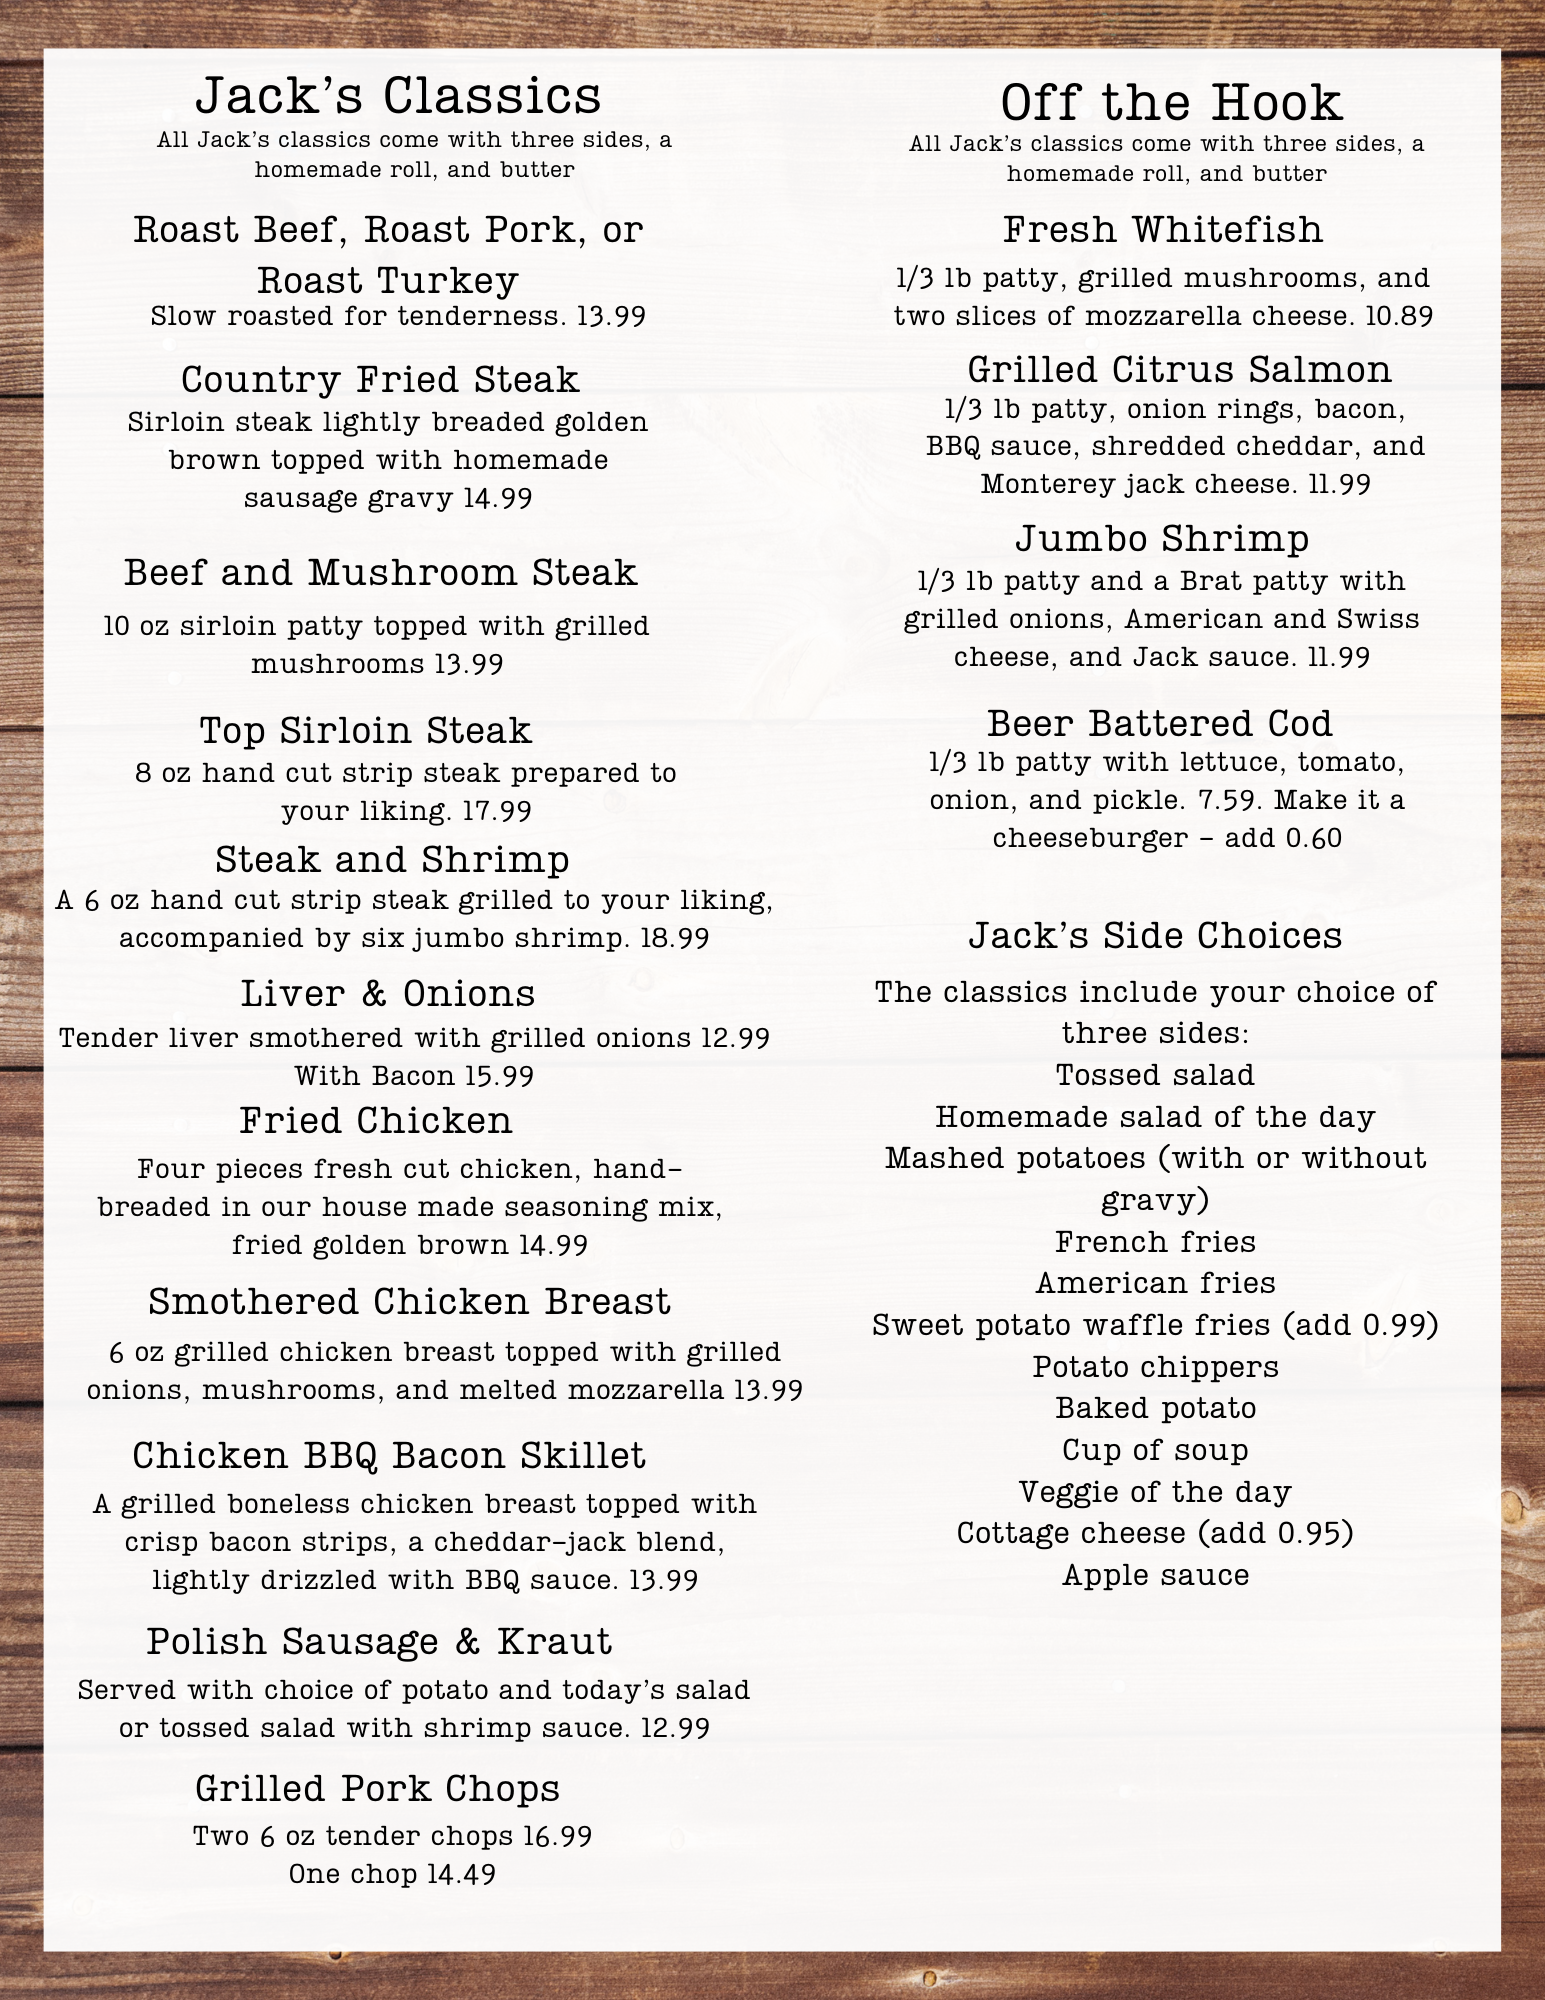 Jack's Classics
All Jack's classics come with three sides, a
homemade roll, and butter
Roast Beef, Roast Pork, or
Roast Turkey
Slow roasted for tenderness. 13.99
Country Fried Steak
Sirloin steak lightly breaded golden
brown topped with homemade
sausage gravy 14.99
Beef and Mushroom Steak
10 oz sirloin patty topped with grilled
mushrooms 13.99
Top Sirloin Steak
8 oz hand cut strip steak prepared to
your liking. 17.99
Steak and Shrimp
A 6 oz hand cut strip steak grilled to your liking,
accompanied by six jumbo shrimp. 18.99
Liver & Onions
Tender liver smothered with grilled onions 12.99
With Bacon 15.99
Fried Chicken
Four pieces fresh cut chicken, hand-
breaded in our house made seasoning mix,
fried golden brown 14.99
Smothered Chicken Breast
6 oz grilled chicken breast topped with grilled
onions, mushrooms, and melted mozzarella 13.99
Chicken BBQ Bacon Skillet
A grilled boneless chicken breast topped with
crisp bacon strips, a cheddar-jack blend,
lightly drizzled with BBQ sauce. 13.99
Polish Sausage & Kraut
Served with choice of potato and today's salad
or tossed salad with shrimp sauce. 12.99
Grilled Pork Chops
Two 6 oz tender chops 16.99
One chop 14.49
Off the Hook
All Jack's classics come with three sides, a
homemade roll, and butter
Fresh Whitefish
1/3 lb patty, grilled mushrooms, and
two slices of mozzarella cheese. 10.89
Grilled Citrus Salmon
1/3 lb patty, onion rings, bacon,
BBQ sauce, shredded cheddar, and
Monterey jack cheese. 11.99
Jumbo Shrimp
1/3 lb patty and a Brat patty with
grilled onions, American and Swiss
cheese, and Jack sauce. 11.99
Beer Battered Cod
1/3 lb patty with lettuce, tomato,
onion, and pickle. 7.59. Make it a
cheeseburger - add 0.60
Jack's Side Choices
The classics include your choice of
three sides:
Tossed salad
Homemade salad of the day
Mashed potatoes (with or without
gravy)
French fries
American fries
Sweet potato waffle fries (add 0.99)
Potato chippers
Baked potato
Cup of soup
Veggie of the day
Cottage cheese (add 0.95)
Apple sauce